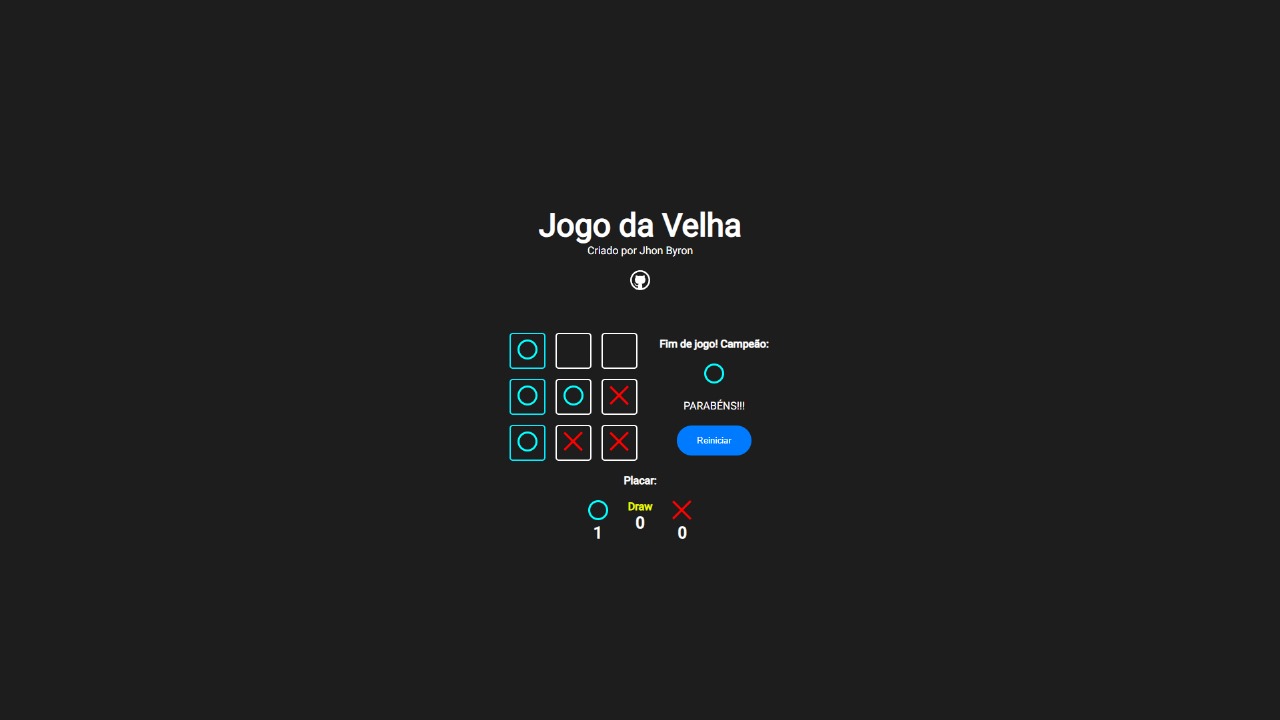 Jogo da Velha
Criado por Jhon Byron
Fim de jogo! Campeão:
PARABÉNS!!!
Reiniciar
Placar:
Draw
1
0
0